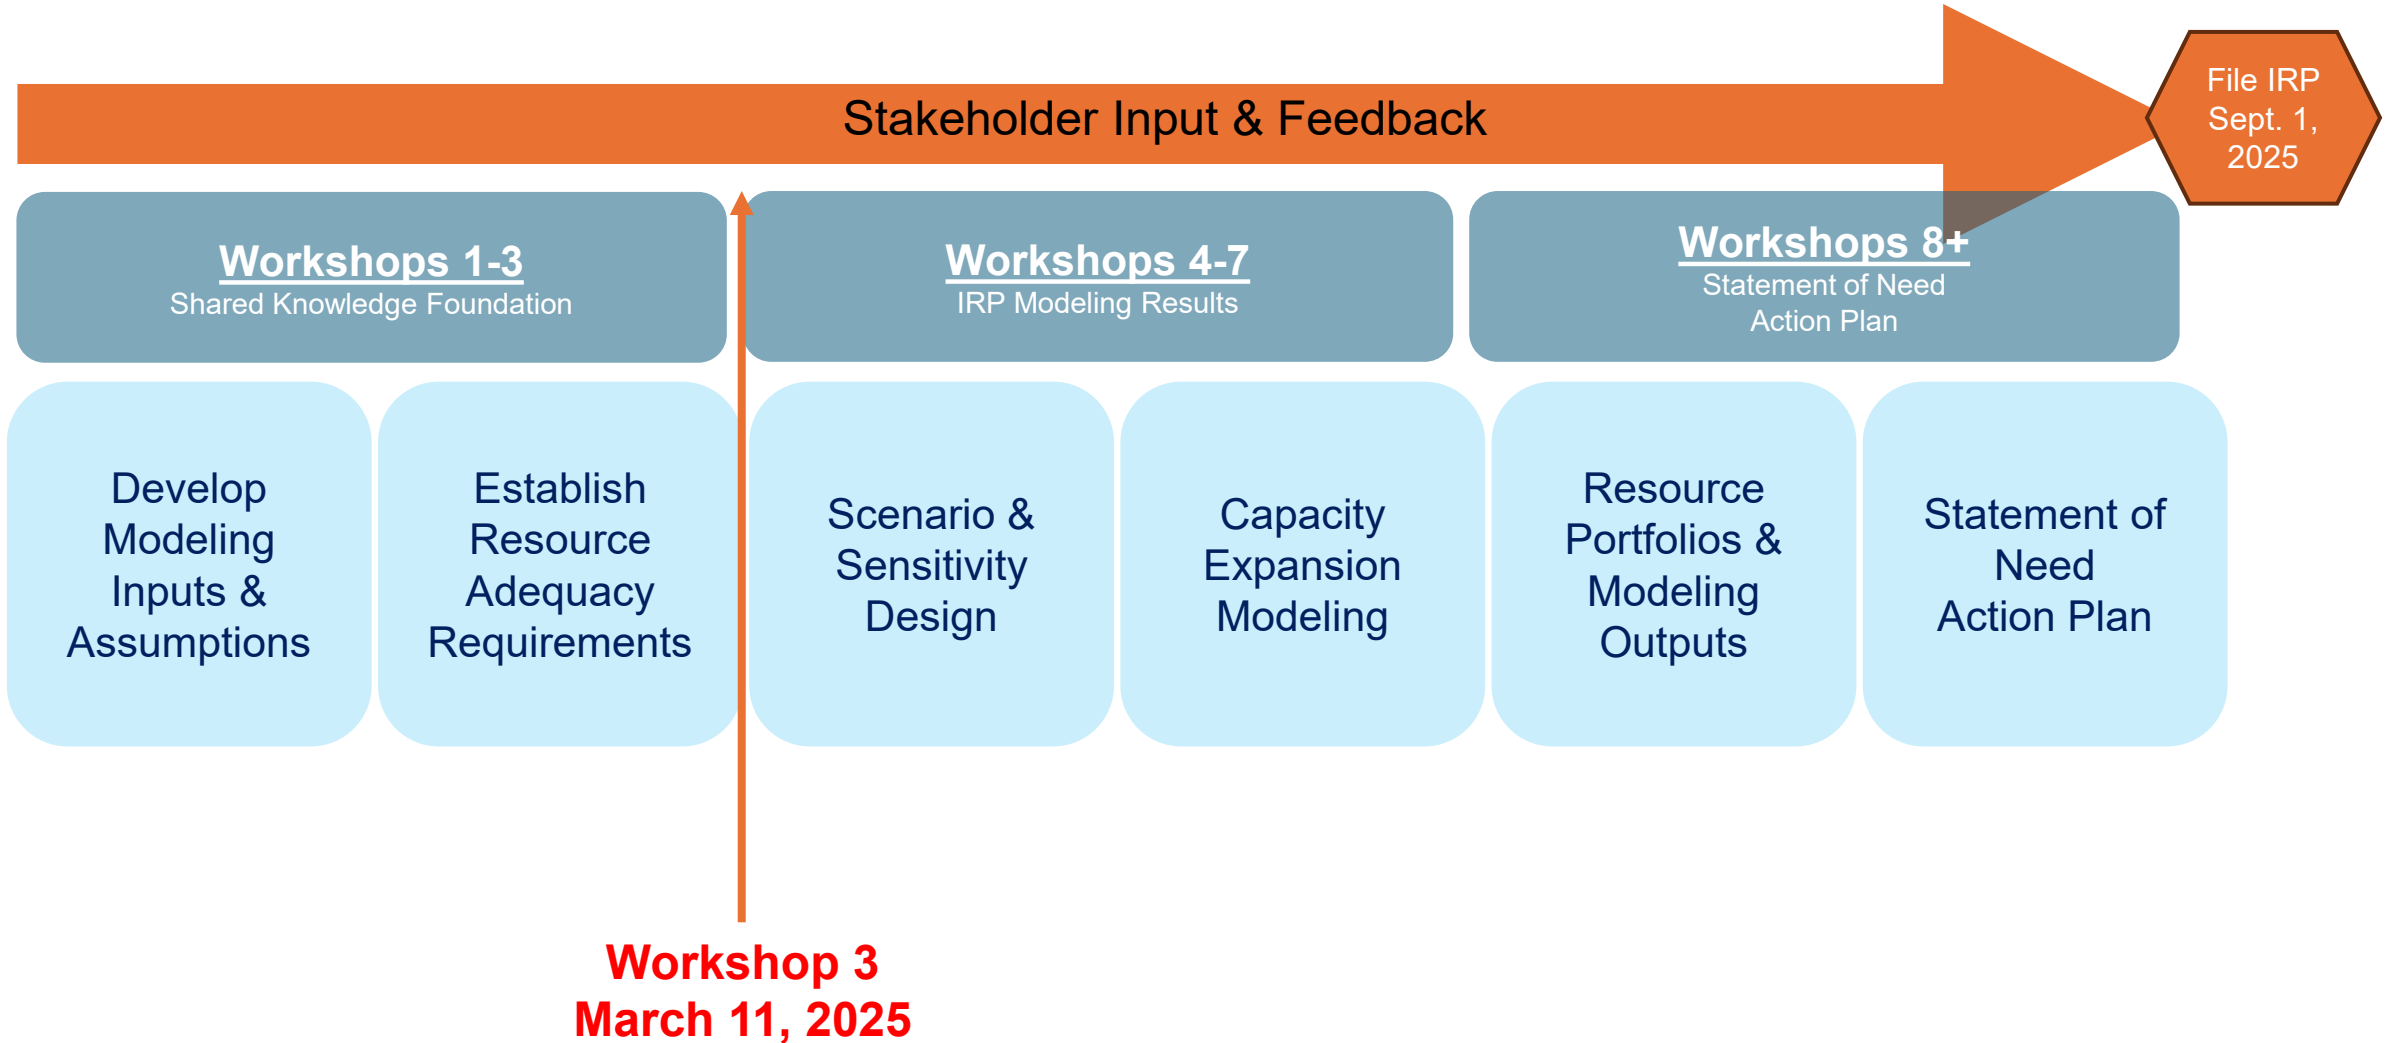 Stakeholder Input & Feedback
File IRP
Sept. 1,
2025
Workshops 1-3
Shared Knowledge Foundation
Workshops 4-7
IRP Modeling Results
Workshops 8+
Statement of Need
Action Plan
Develop
Modeling
Inputs &
Assumptions
Establish
Resource
Adequacy
Requirements
Scenario &
Sensitivity
Design
Capacity
Expansion
Modeling
Resource
Portfolios &
Modeling
Outputs
Statement of
Need
Action Plan
Workshop 3
March 11, 2025